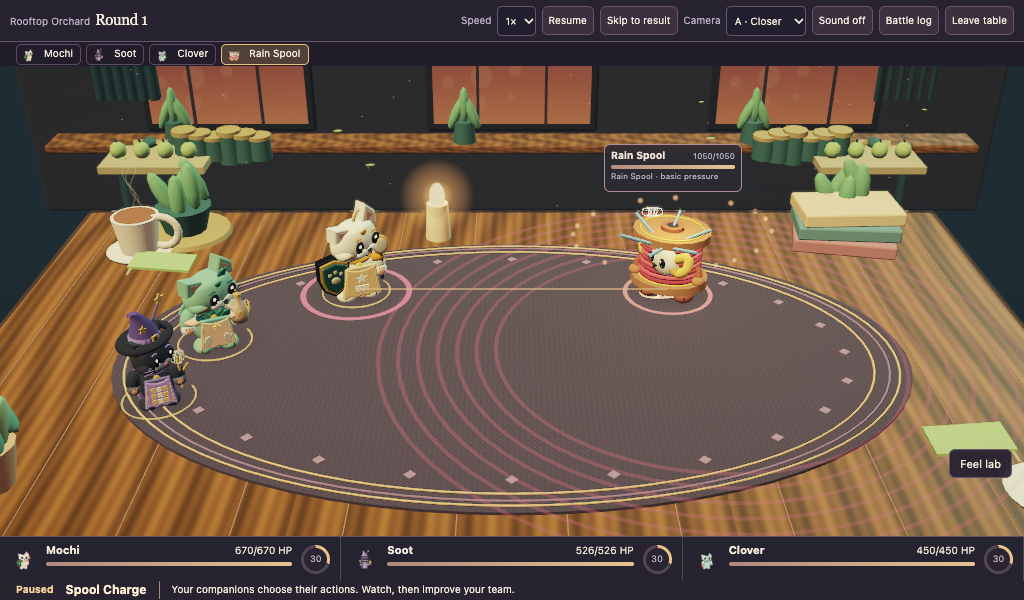 Rooftop Orchard Round 1
Speed 1x Resume Skip to result Camera A · Closer Sound off Battle log Leave table
Mochi Soot Clover Rain Spool
Rain Spool 1050/1050
Rain Spool · basic pressure
Feel lab
Mochi 670/670 HP 30
Soot 526/526 HP 30
Clover 450/450 HP 30
Paused Spool Charge Your companions choose their actions. Watch, then improve your team.